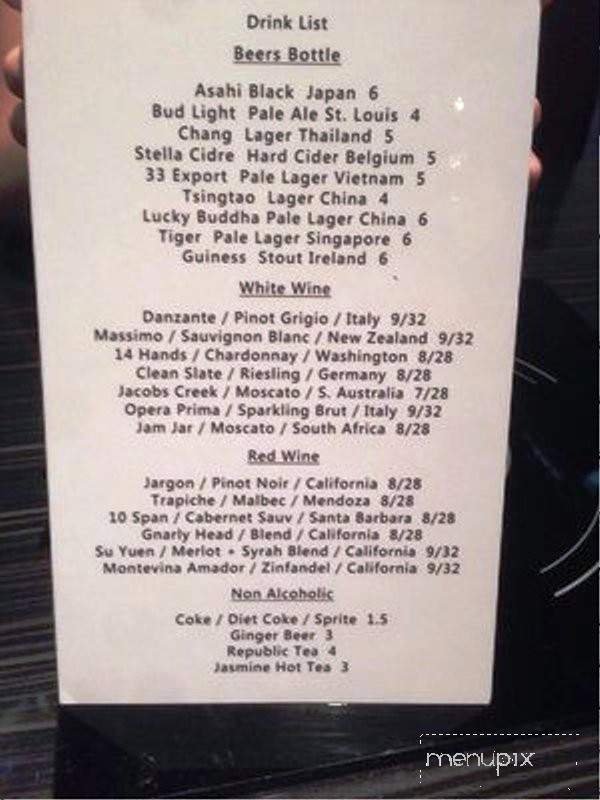 Drink List
Beers Bottle
Asahi Black Japan 6
Bud Light Pale Ale St. Louis 4
Chang Lager Thailand 5
Stella Cidre Hard Cider Belgium 5
33 Export Pale Lager Vietnam 5
Tsingtao Lager China 4
Lucky Buddha Pale Lager China 6
Tiger Pale Lager Singapore 6
Guiness Stout Ireland 6
White Wine
Danzante / Pinot Grigio / Italy 9/32
Massimo / Sauvignon Blanc / New Zealand 9/32
14 Hands / Chardonnay / Washington 8/28
Clean Slate / Riesling / Germany 8/28
Jacobs Creek / Moscato / S. Australia 7/28
Opera Prima / Sparkling Brut / Italy 9/32
Jam Jar / Moscato / South Africa 8/28
Red Wine
Jargon / Pinot Noir / California 8/28
Trapiche / Malbec / Mendoza 8/28
10 Span / Cabernet Sauv / Santa Barbara 8/28
Gnarly Head / Blend / California 8/28
Su Yuen / Merlot + Syrah Blend / California 9/32
Montevina Amador / Zinfandel / California 9/32
Non Alcoholic
Coke / Diet Coke / Sprite 1.5
Ginger Beer 3
Republic Tea 4
Jasmine Hot Tea 3
menupix